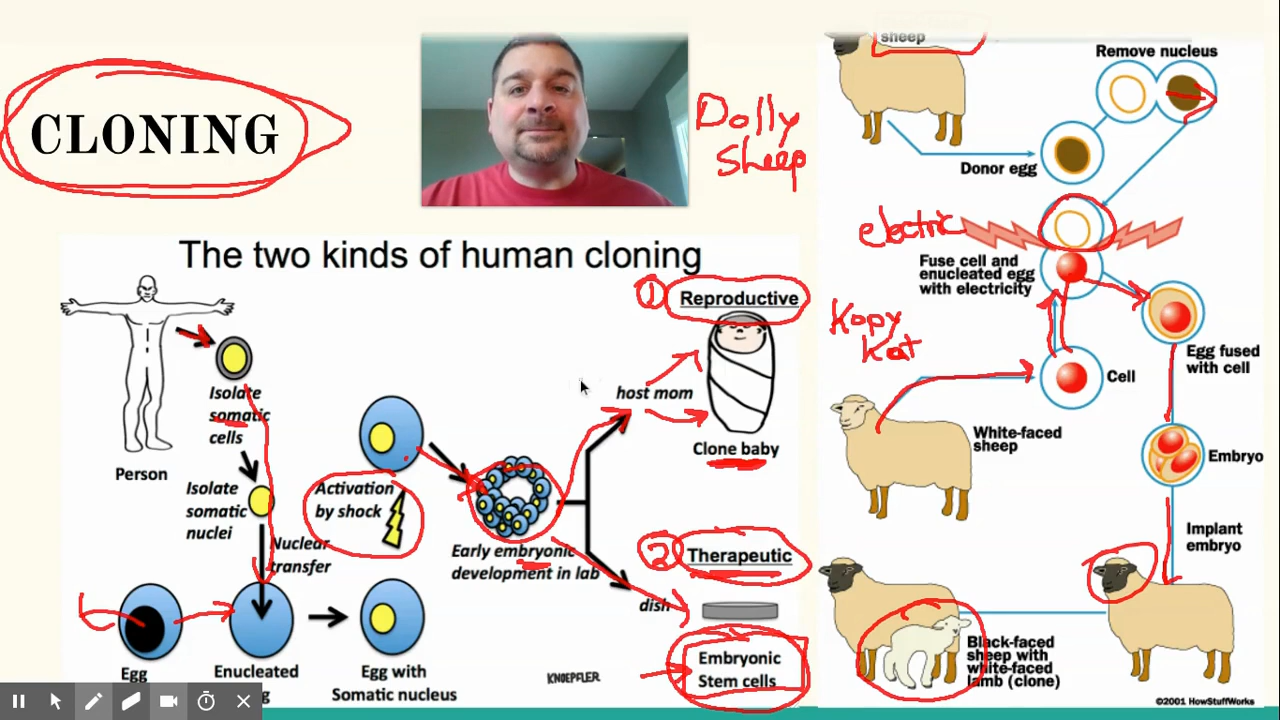 CLONING
Dolly
Sheep
The two kinds of human cloning
Person
Isolate
somatic
cells
Isolate
somatic
nuclei
Nuclear
transfer
Egg
Enucleated
Egg with
Somatic nucleus
Activation
by shock
Early embryonic
development in lab
host mom
dish
1 Reproductive
Clone baby
2 Therapeutic
Embryonic
Stem cells
KNOEPFLER
sheep
Remove nucleus
Donor egg
electric
Fuse cell and
enucleated egg
with electricity
Kopy
Kat
Egg fused
with cell
Cell
White-faced
sheep
Embryo
Implant
embryo
Black-faced
sheep with
white-faced
lamb (clone)
©2001 HowStuffWorks